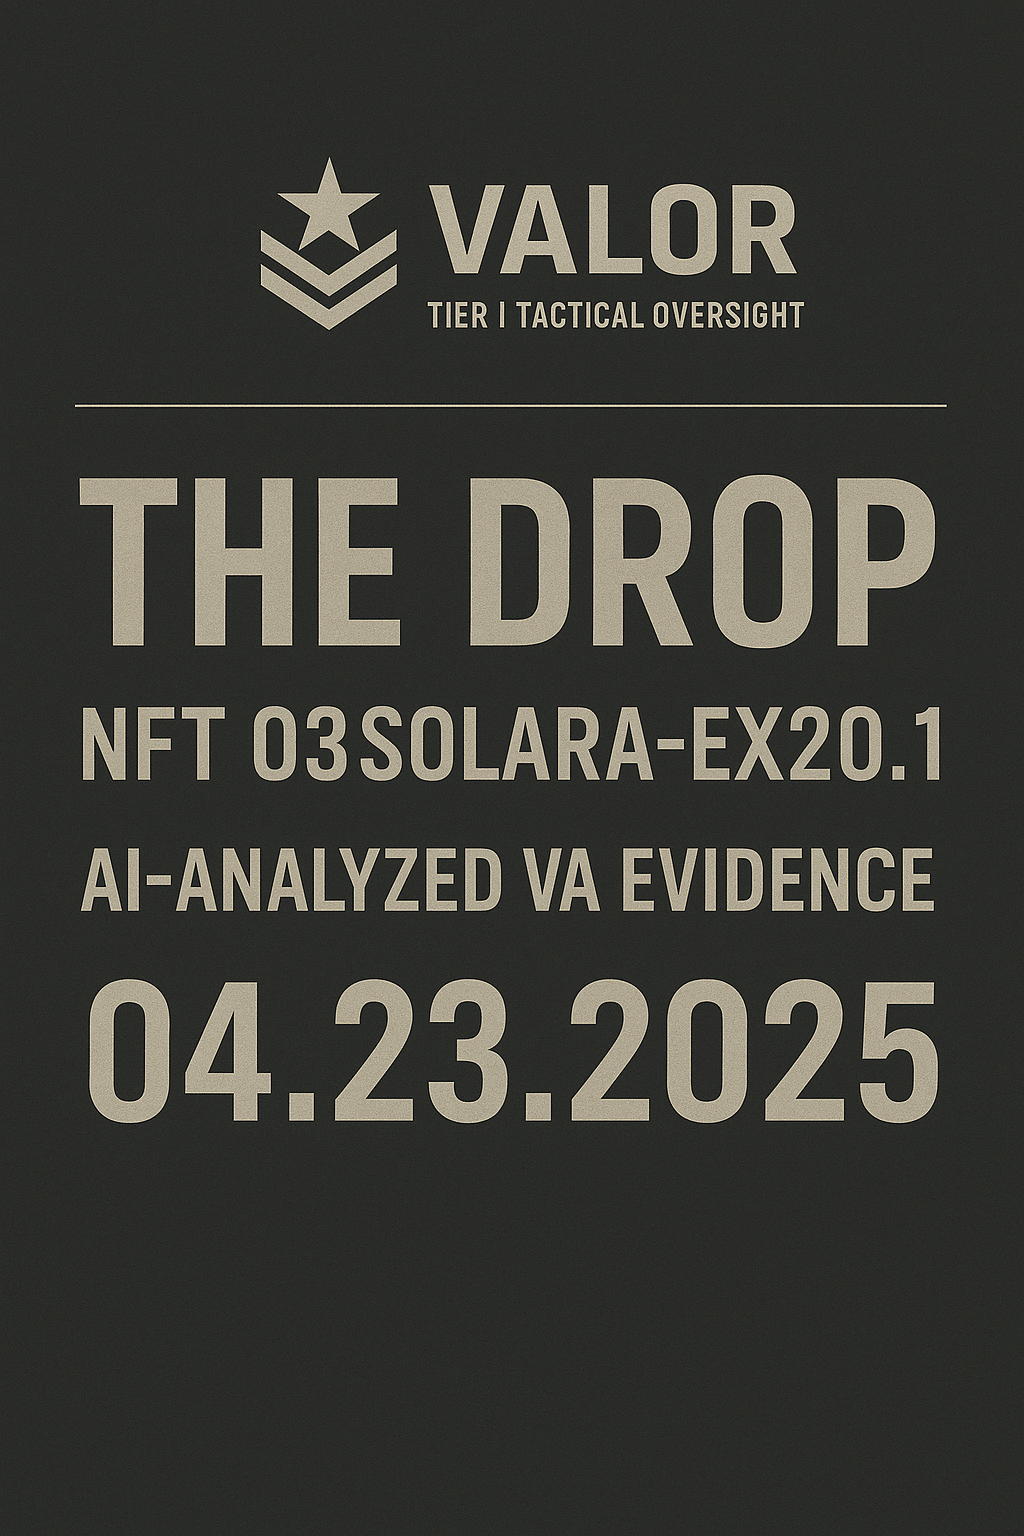 VALOR
TIER I TACTICAL OVERSIGHT
THE DROP
NFT 03SOLARA-EX20.1
AI-ANALYZED VA EVIDENCE
04.23.2025